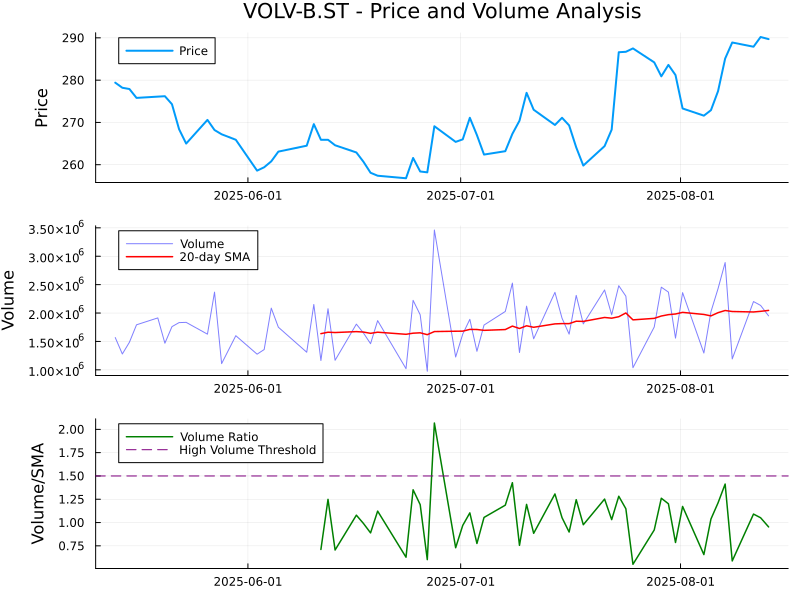 VOLV-B.ST - Price and Volume Analysis
Price
290
280
270
260
Price
2025-06-01 2025-07-01 2025-08-01
Volume
3.50×10⁶
3.00×10⁶
2.50×10⁶
2.00×10⁶
1.50×10⁶
1.00×10⁶
Volume
20-day SMA
2025-06-01 2025-07-01 2025-08-01
Volume/SMA
2.00
1.75
1.50
1.25
1.00
0.75
Volume Ratio
High Volume Threshold
2025-06-01 2025-07-01 2025-08-01